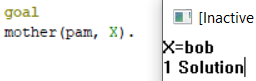 goal
mother(pam, X).
[Inactive
X=bob
1 Solution